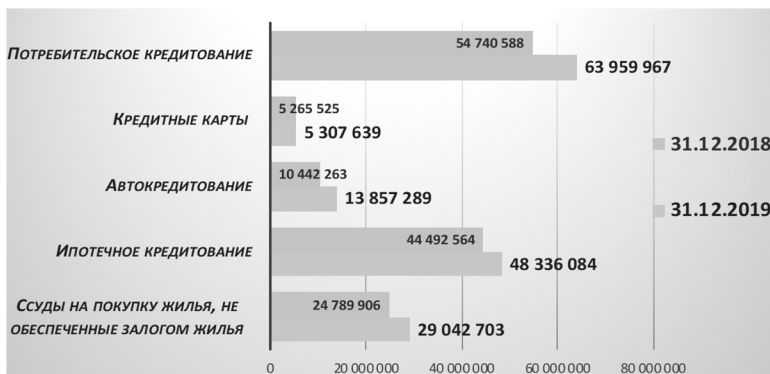 54 740 588
ПОТРЕБИТЕЛЬСКОЕ КРЕДИТОВАНИЕ
63 959 967
5 265 525
КРЕДИТНЫЕ КАРТЫ
5 307 639
31.12.2018
10 442 263
АВТОКРЕДИТОВАНИЕ
13 857 289
31.12.2019
44 492 564
ИПОТЕЧНОЕ КРЕДИТОВАНИЕ
48 336 084
ССУДЫ НА ПОКУПКУ ЖИЛЬЯ, НЕ
24 789 906
ОБЕСПЕЧЕННЫЕ ЗАЛОГОМ ЖИЛЬЯ
29 042 703
0 20 000 000 40 000 000 60 000 000 80 000 000